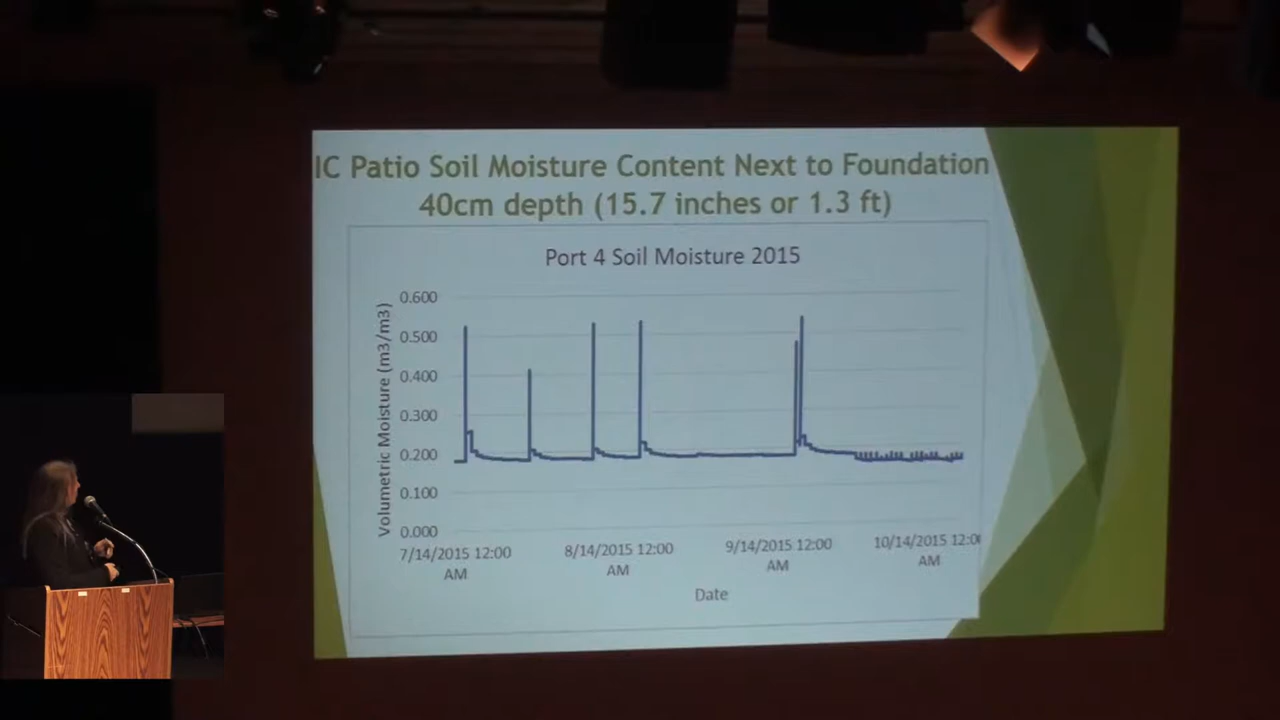 IC Patio Soil Moisture Content Next to Foundation
40cm depth (15.7 inches or 1.3 ft)
Port 4 Soil Moisture 2015
Volumetric Moisture (m3/m3)
0.600
0.500
0.400
0.300
0.200
0.100
0.000
7/14/2015 12:00 AM
8/14/2015 12:00 AM
9/14/2015 12:00 AM
10/14/2015 12:00 AM
Date